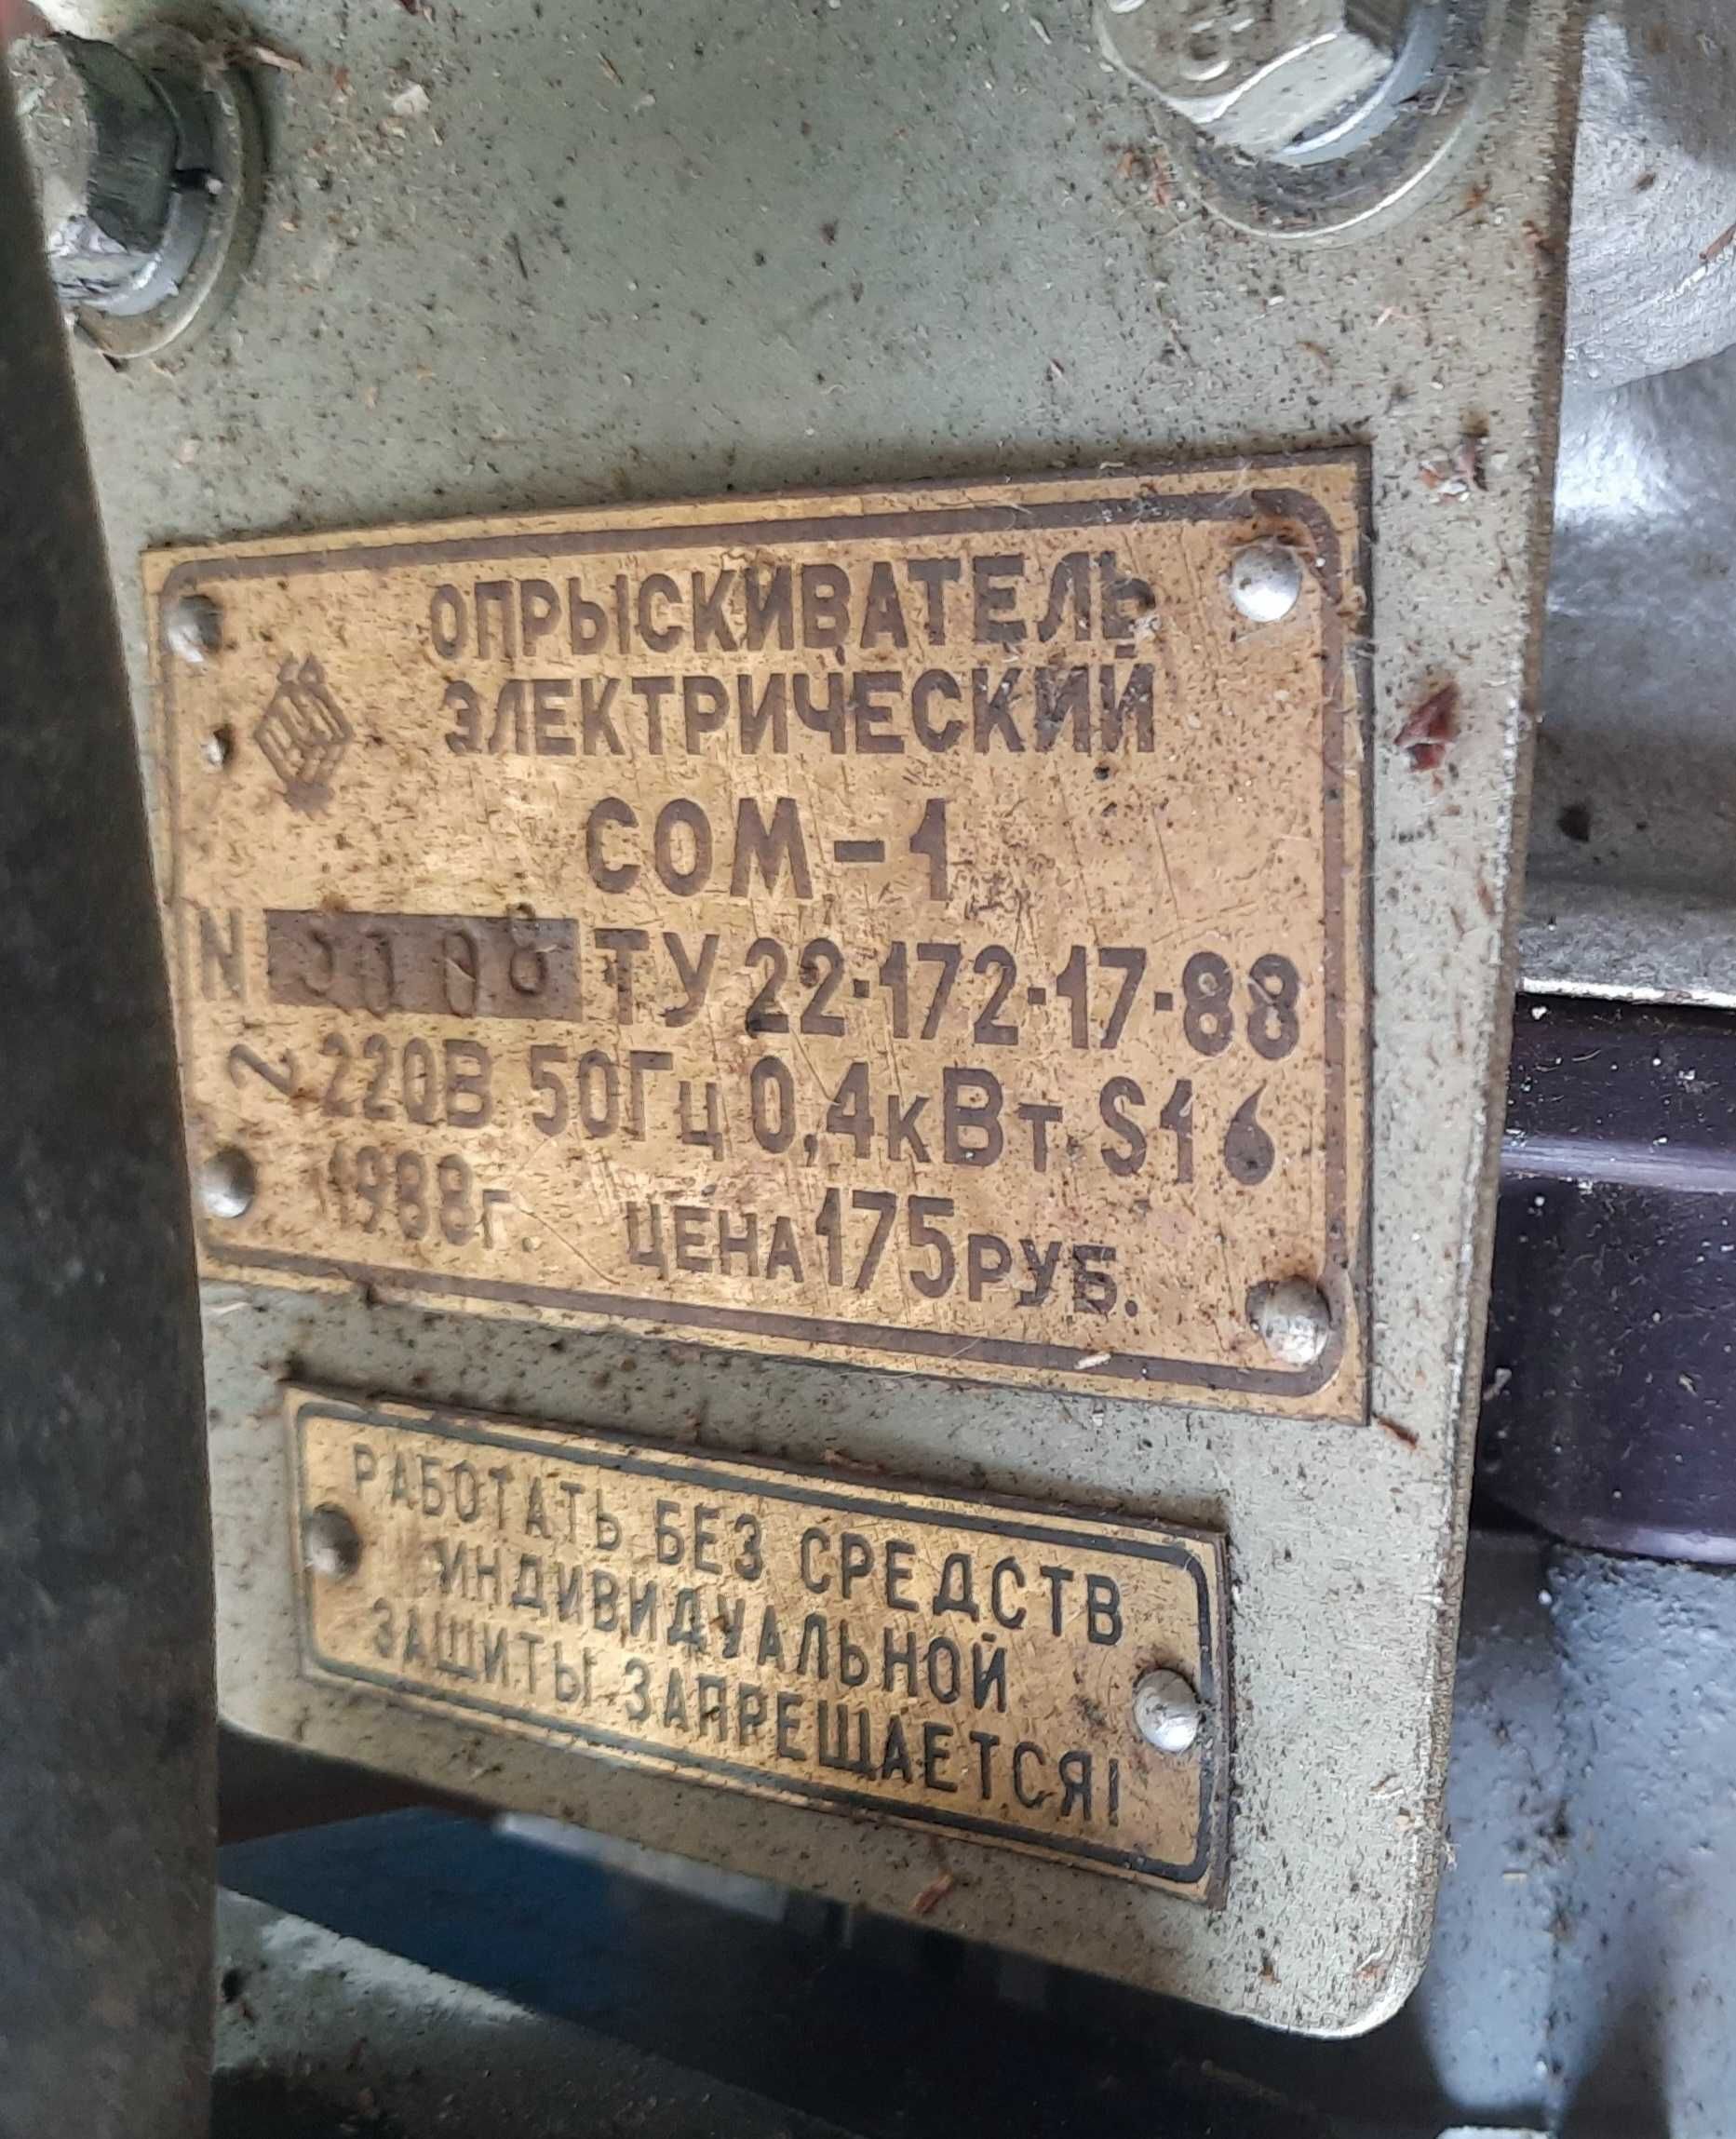 ОПРЫСКИВАТЕЛЬ
ЭЛЕКТРИЧЕСКИЙ
СОМ-1
N ТУ 22-172-17-88
~ 220В 50Гц 0,4кВт S1
1988г. ЦЕНА 175РУБ.
РАБОТАТЬ БЕЗ СРЕДСТВ
ИНДИВИДУАЛЬНОЙ
ЗАЩИТЫ ЗАПРЕЩАЕТСЯ!